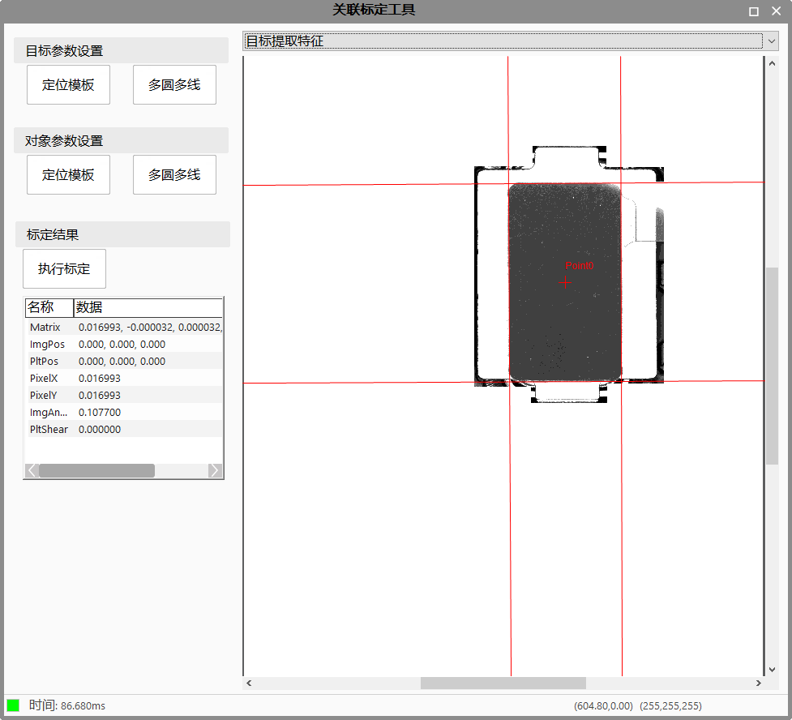 关联标定工具
目标参数设置
定位模板
多圆多线
对象参数设置
定位模板
多圆多线
标定结果
执行标定
名称 数据
Matrix 0.016993, -0.000032, 0.000032,
ImgPos 0.000, 0.000, 0.000
PltPos 0.000, 0.000, 0.000
PixelX 0.016993
PixelY 0.016993
ImgAn... 0.107700
PltShear 0.000000
目标提取特征
Point0
时间: 86.680ms
(604.80,0.00) (255,255,255)